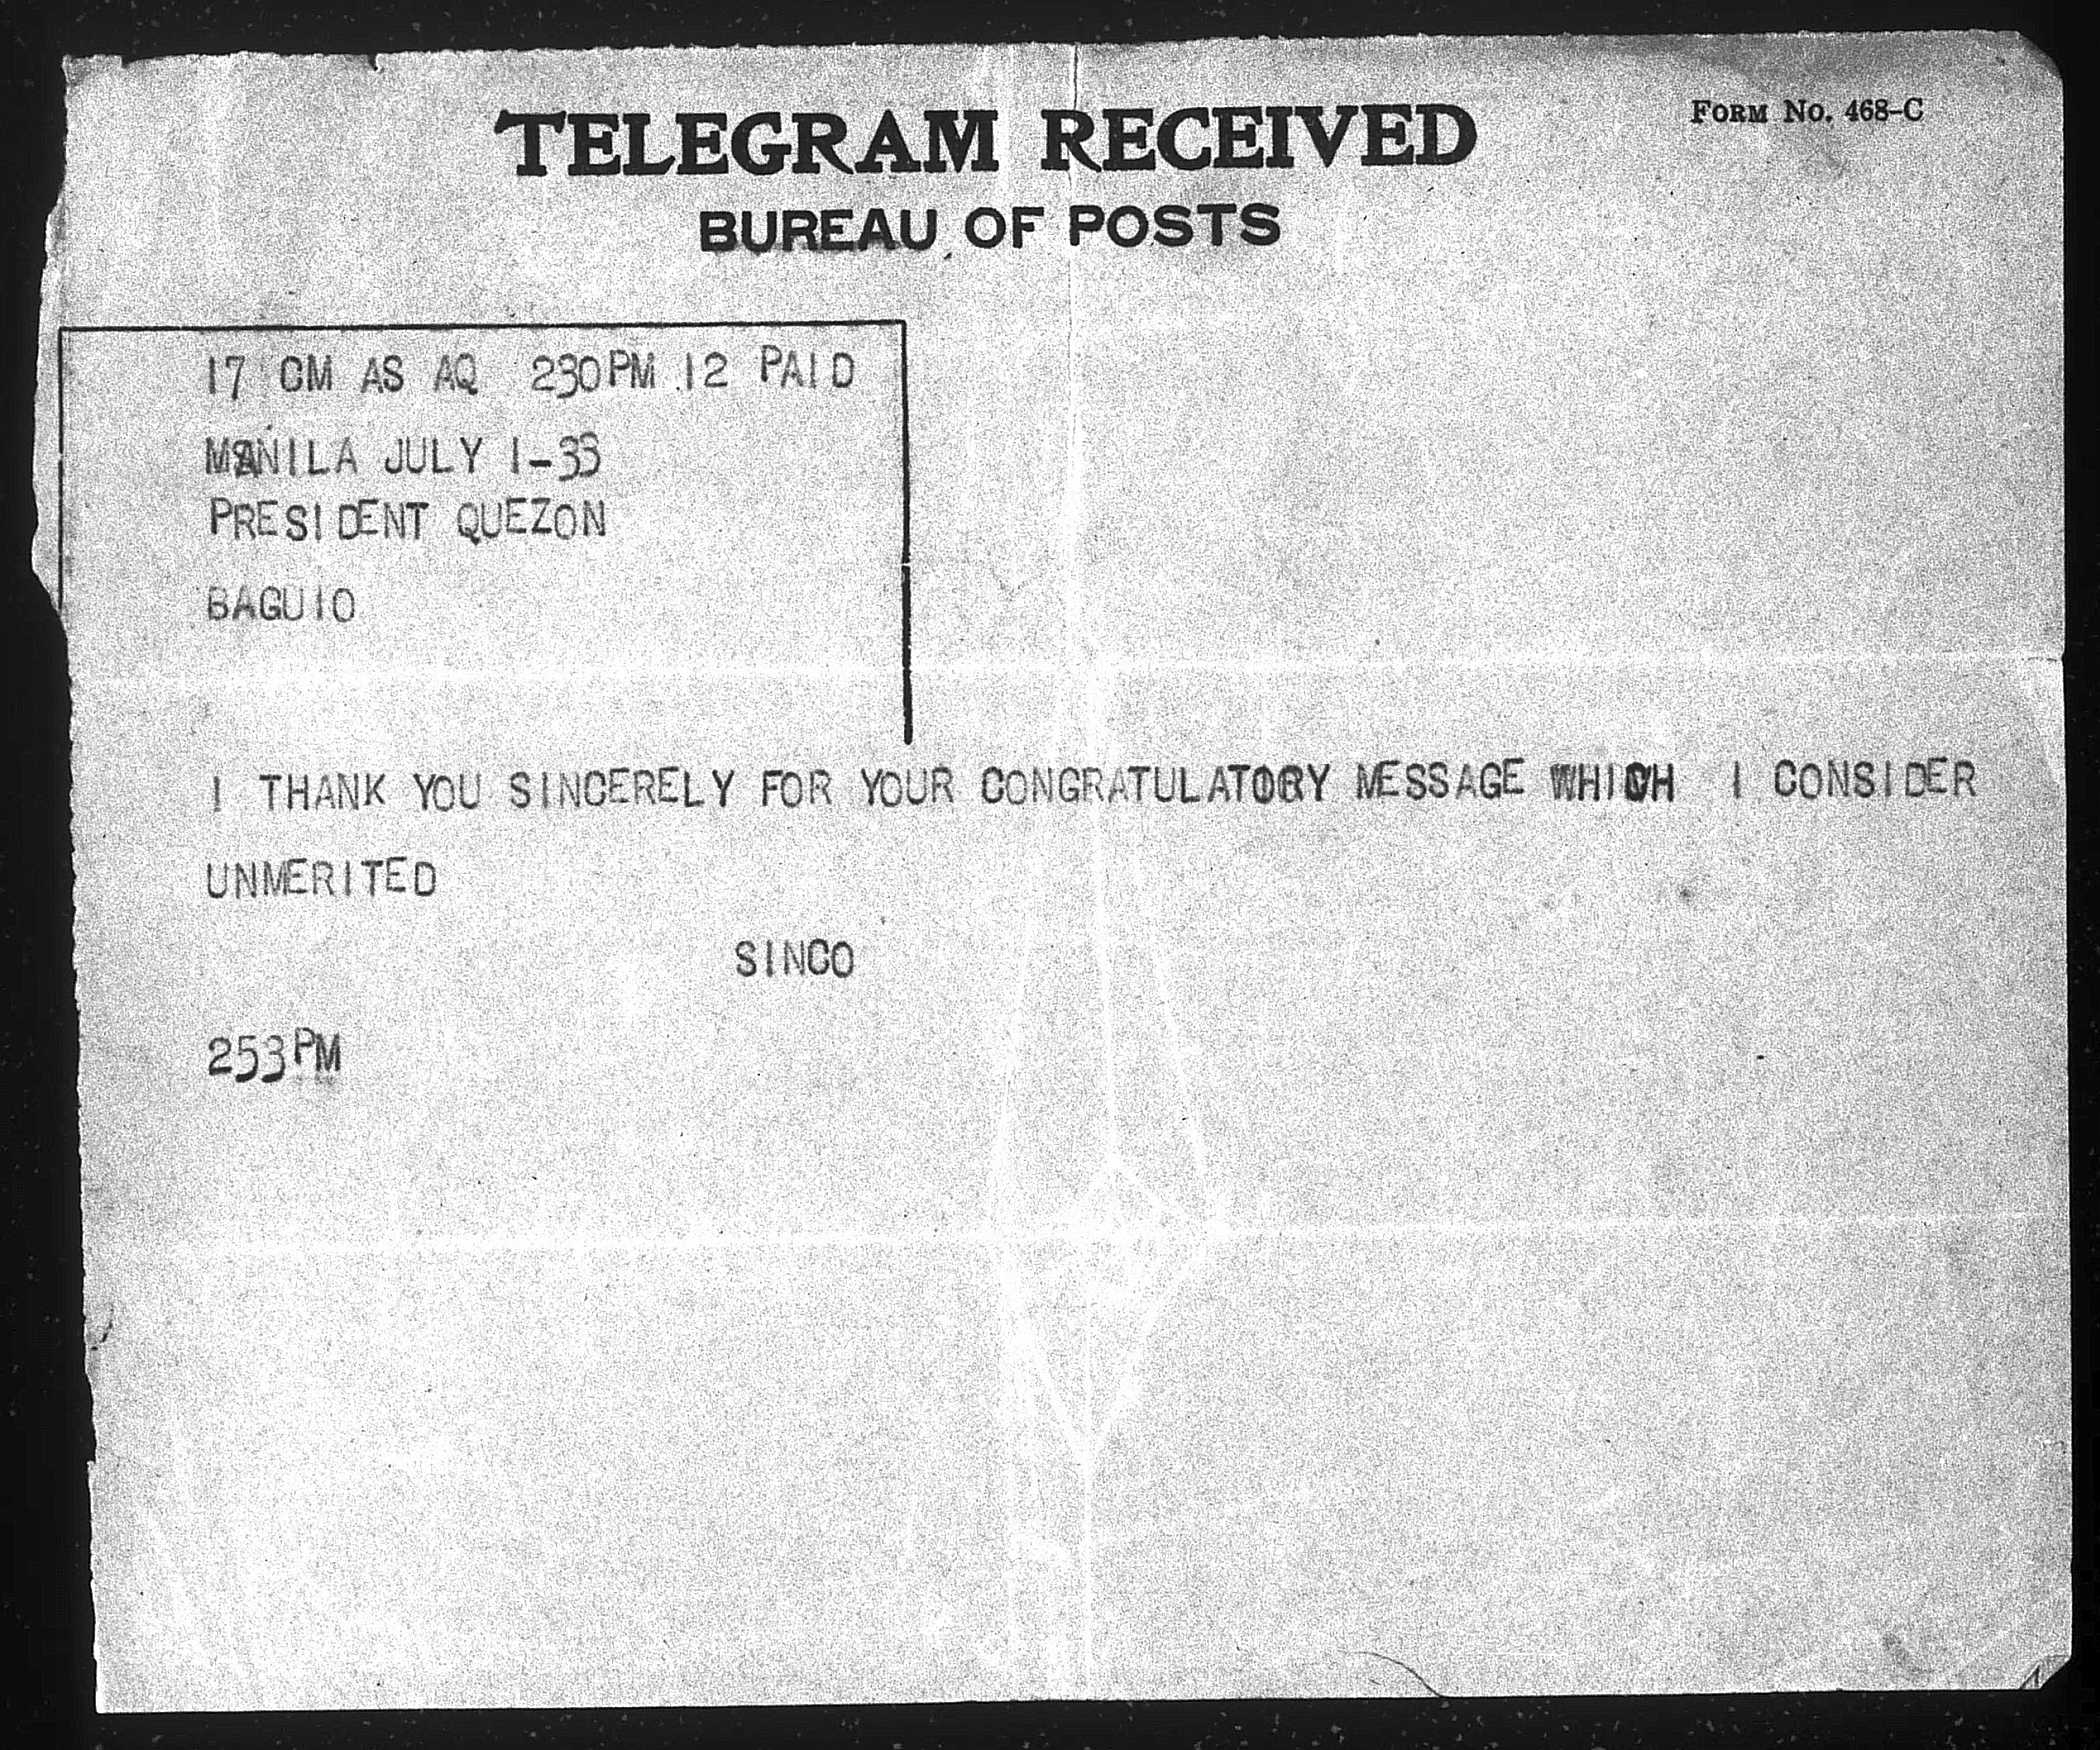 FORM NO. 468-C
TELEGRAM RECEIVED
BUREAU OF POSTS
17 CM AS AQ 230PM 12 PAID
MANILA JULY 1-33
PRESIDENT QUEZON
BAGUIO
I THANK YOU SINCERELY FOR YOUR CONGRATULATORY MESSAGE WHICH I CONSIDER
UNMERITED
SINCO
253PM